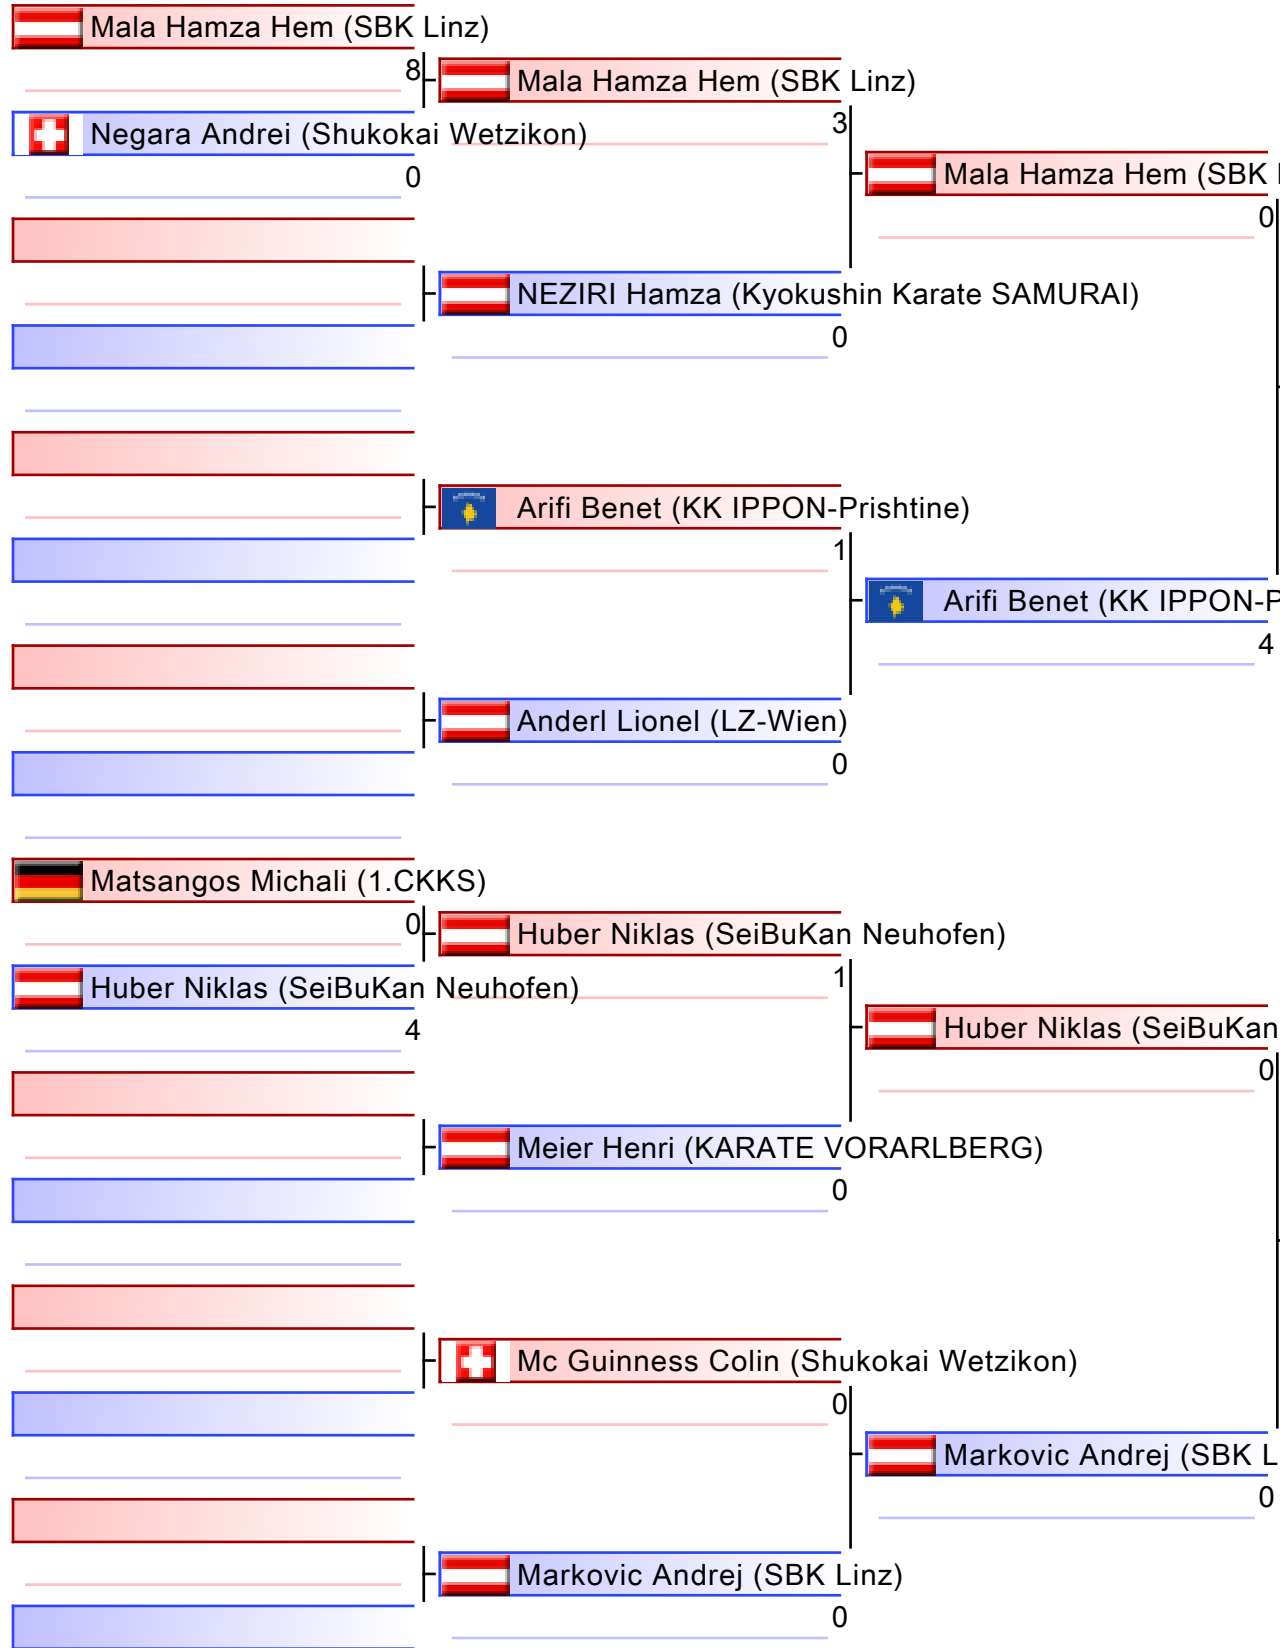 Mala Hamza Hem (SBK Linz)
8
Negara Andrei (Shukokai Wetzikon)
0
Matsangos Michali (1.CKKS)
0
Huber Niklas (SeiBuKan Neuhofen)
4
Mala Hamza Hem (SBK Linz)
3
NEZIRI Hamza (Kyokushin Karate SAMURAI)
0
Arifi Benet (KK IPPON-Prishtine)
1
Anderl Lionel (LZ-Wien)
0
Huber Niklas (SeiBuKan Neuhofen)
1
Meier Henri (KARATE VORARLBERG)
0
Mc Guinness Colin (Shukokai Wetzikon)
0
Markovic Andrej (SBK Linz)
0
Mala Hamza Hem (SBK
0
Arifi Benet (KK IPPON-P
4
Huber Niklas (SeiBuKan
0
Markovic Andrej (SBK L
0